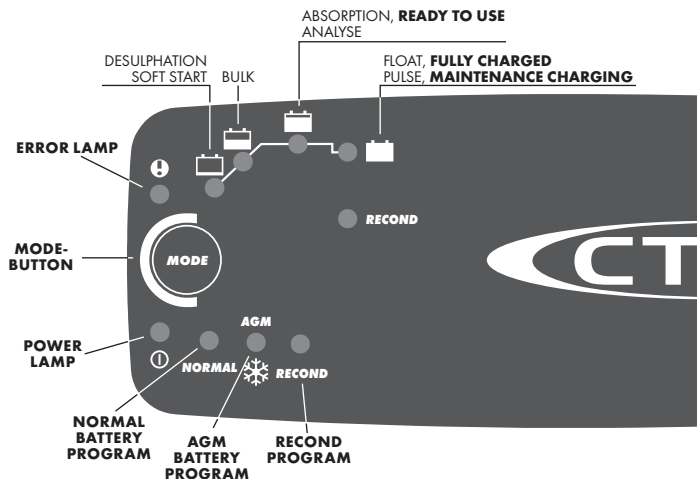 ABSORPTION, READY TO USE
ANALYSE
DESULPHATION
SOFT START
BULK
FLOAT, FULLY CHARGED
PULSE, MAINTENANCE CHARGING
ERROR LAMP
RECOND
MODE-
BUTTON
MODE
CT
POWER
LAMP
AGM
NORMAL
RECOND
NORMAL
BATTERY
PROGRAM
AGM
BATTERY
PROGRAM
RECOND
PROGRAM